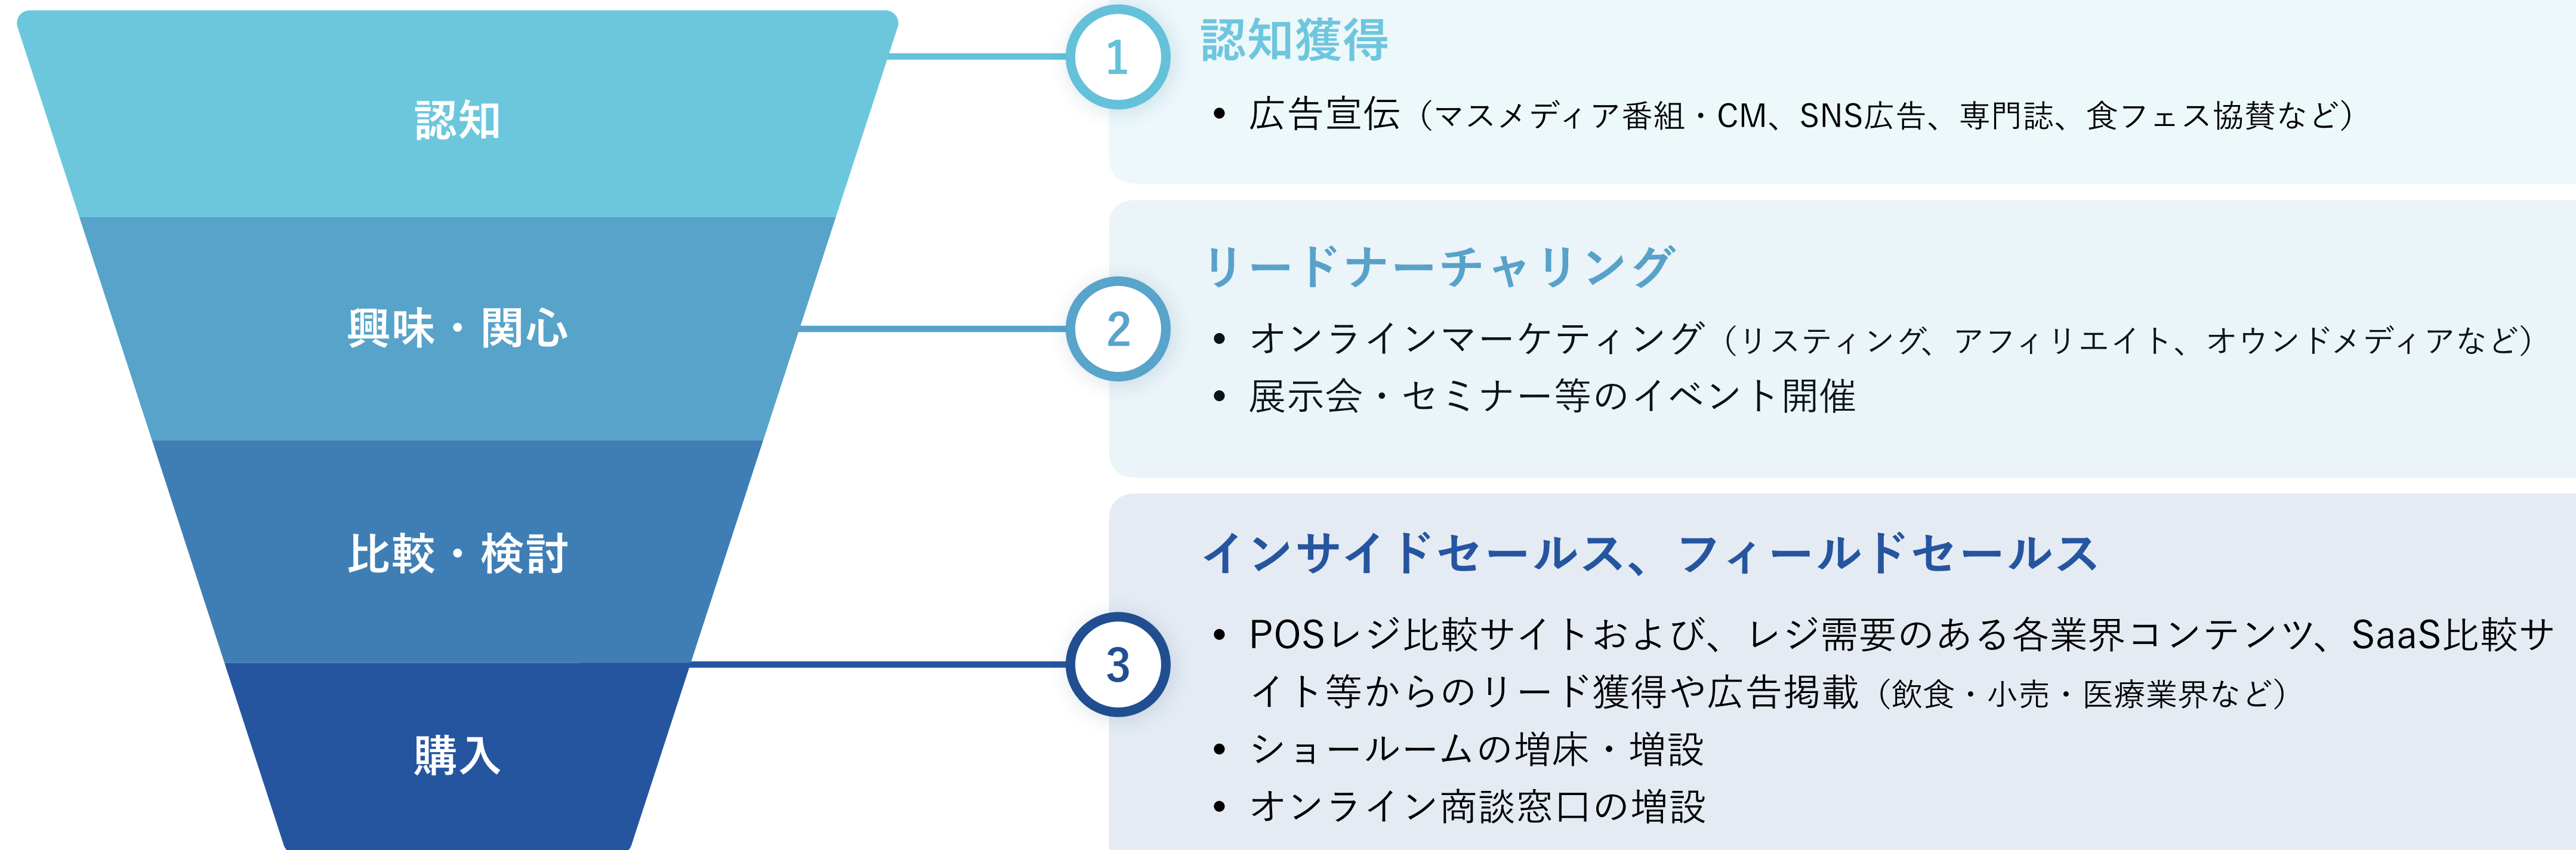 認知
興味・関心
比較・検討
購入
1
認知獲得
• 広告宣伝（マスメディア番組・CM、SNS広告、専門誌、食フェス協賛など）
2
リードナーチャリング
• オンラインマーケティング（リスティング、アフィリエイト、オウンドメディアなど）
• 展示会・セミナー等のイベント開催
3
インサイドセールス、フィールドセールス
• POSレジ比較サイトおよび、レジ需要のある各業界コンテンツ、SaaS比較サ
イト等からのリード獲得や広告掲載（飲食・小売・医療業界など）
• ショールームの増床・増設
• オンライン商談窓口の増設